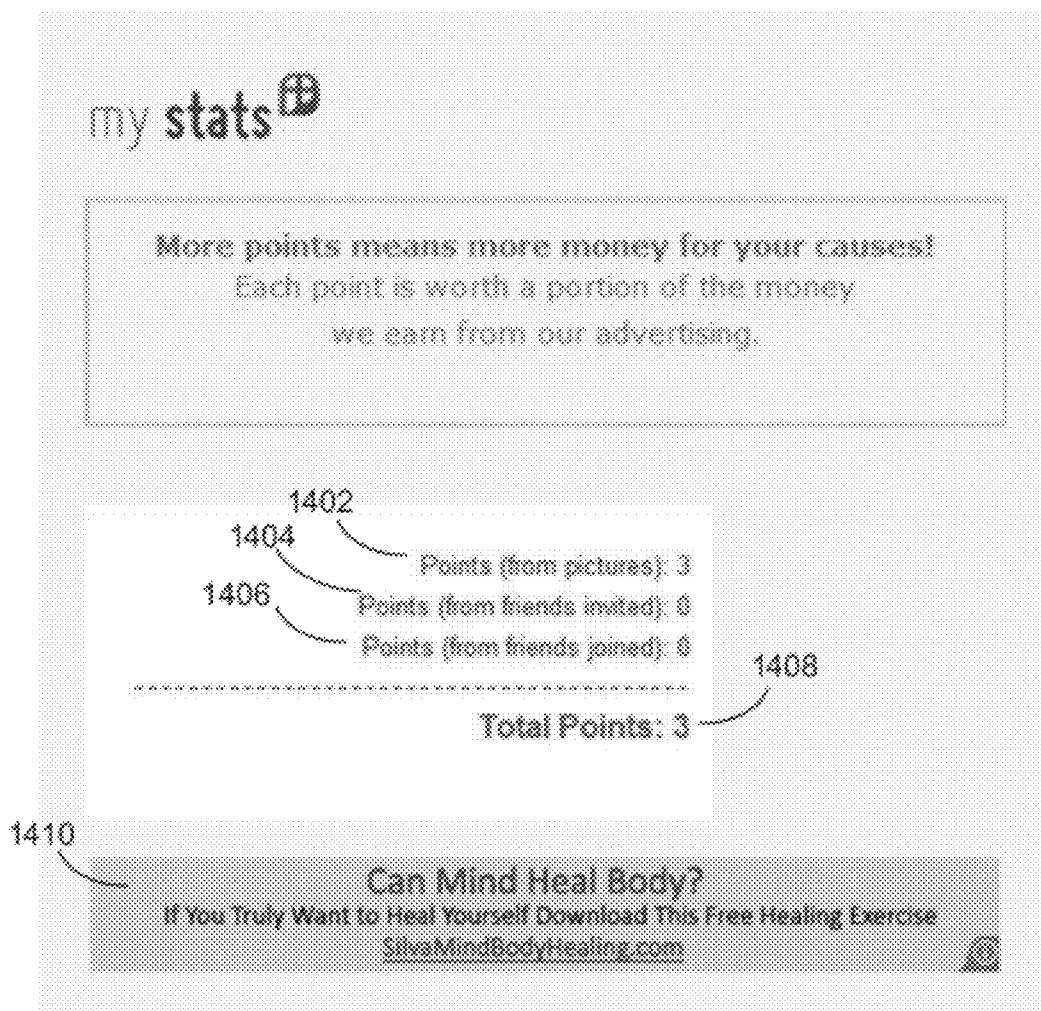 my stats
More points means more money for your causes!
Each point is worth a portion of the money
we earn from our advertising.
1402
1404
1406
Points (from pictures): 3
Points (from friends invited): 0
Points (from friends joined): 0
1408
Total Points: 3
1410
Can Mind Heal Body?
If You Truly Want to Heal Yourself Download This Free Healing Exercise
SilvaMindBodyHealing.com